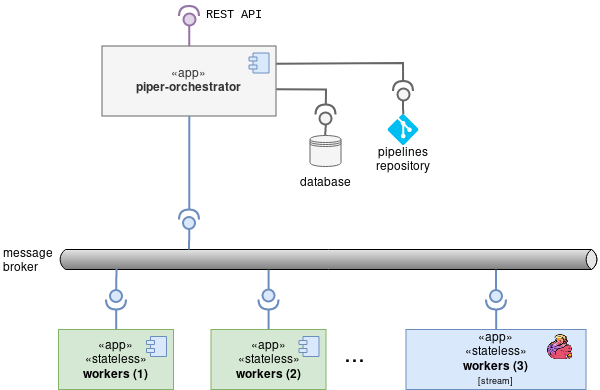 REST API
«app»
piper-orchestrator
database
pipelines
repository
message
broker
«app»
«stateless»
workers (1)
«app»
«stateless»
workers (2)
...
«app»
«stateless»
workers (3)
[stream]